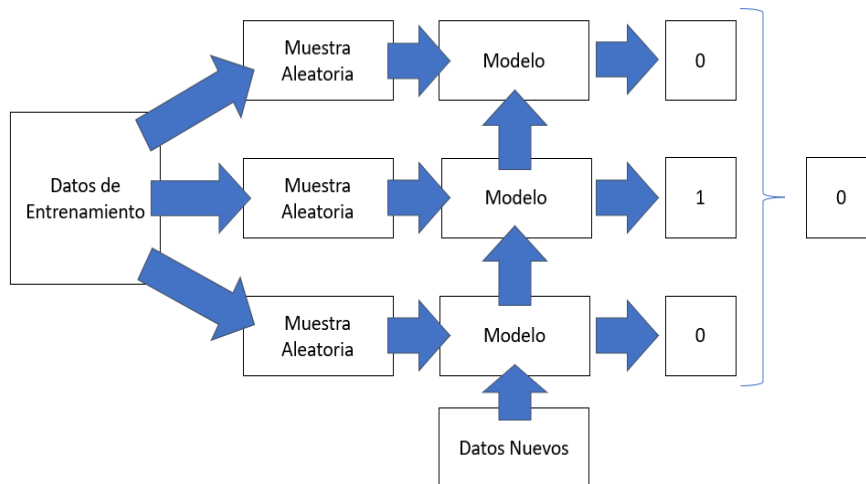 Muestra
Aleatoria
Modelo
0
Datos de
Entrenamiento
Muestra
Aleatoria
Modelo
1
0
Muestra
Aleatoria
Modelo
0
Datos Nuevos